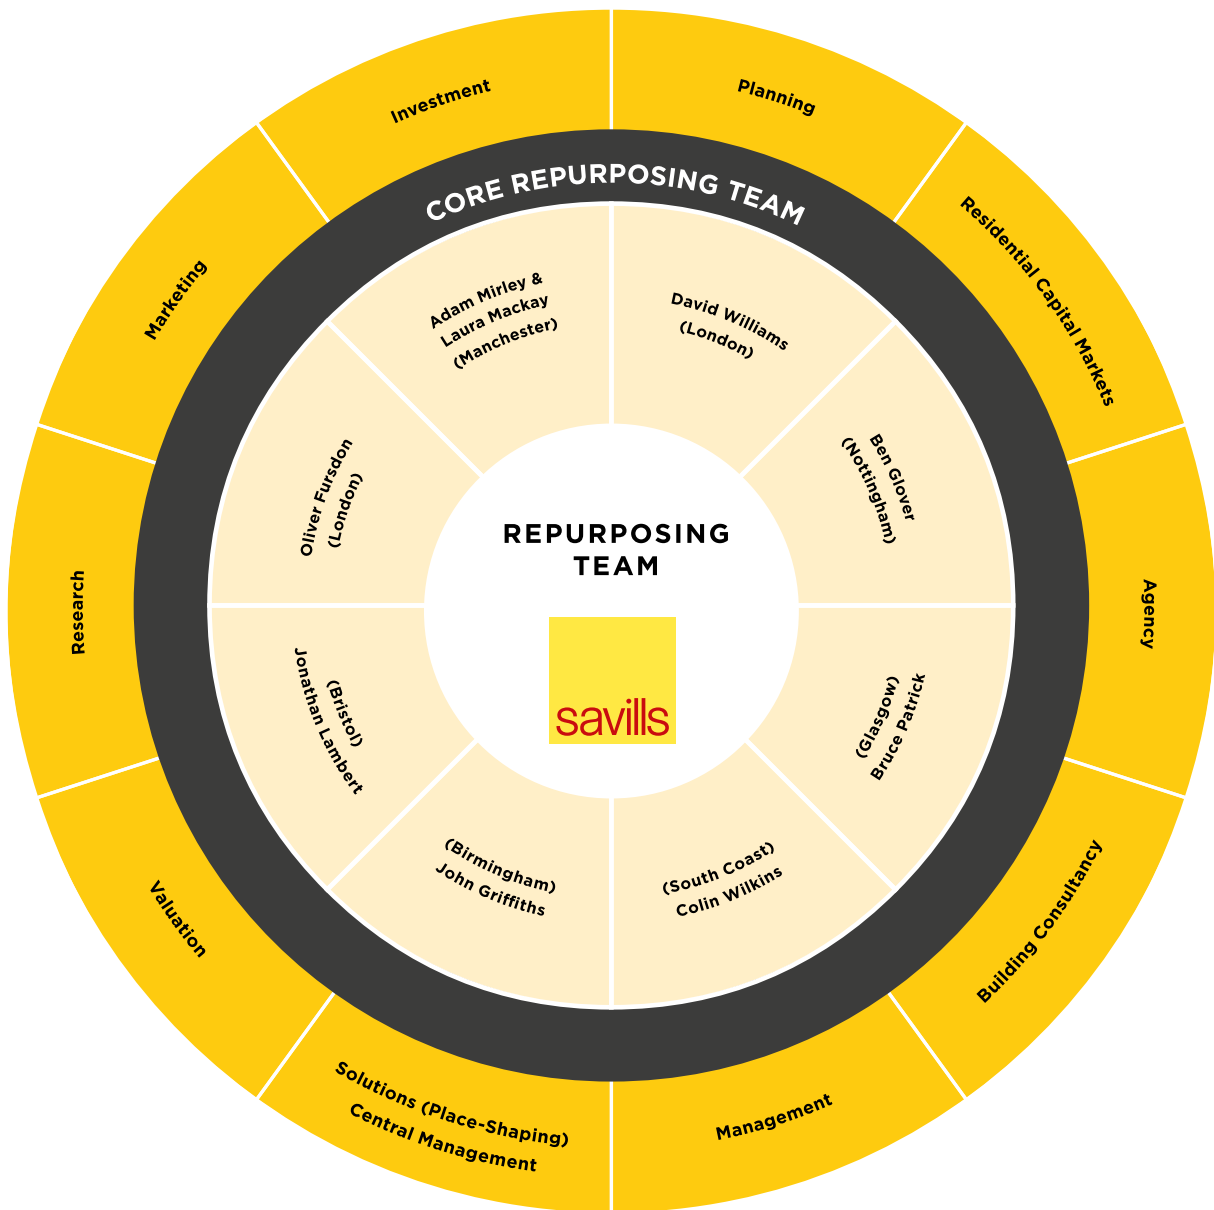 Planning
Residential Capital Markets
Agency
Building Consultancy
Management
Solutions (Place-Shaping)
Central Management
Valuation
Research
Marketing
Investment
CORE REPURPOSING TEAM
David Williams
(London)
Ben Glover
(Nottingham)
(Glasgow)
Bruce Patrick
(South Coast)
Colin Wilkins
(Birmingham)
John Griffiths
(Bristol)
Jonathan Lambert
Oliver Fursdon
(London)
Adam Mirley &
Laura Mackay
(Manchester)
REPURPOSING
TEAM
savills